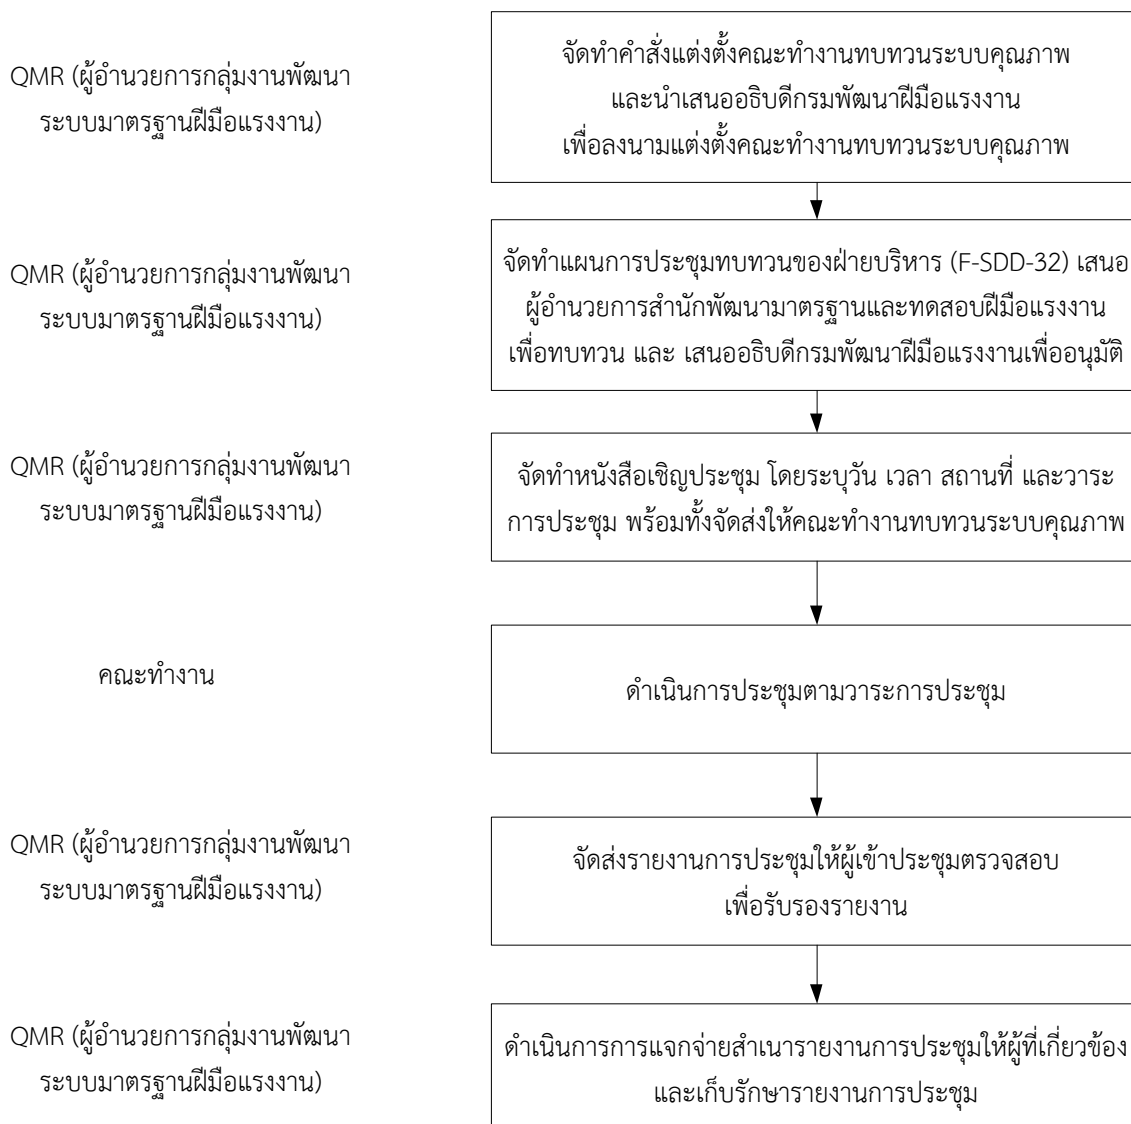 QMR (ผู้อำนวยการกลุ่มงานพัฒนา
ระบบมาตรฐานฝีมือแรงงาน)
จัดทำคำสั่งแต่งตั้งคณะทำงานทบทวนระบบคุณภาพ
และนำเสนออธิบดีกรมพัฒนาฝีมือแรงงาน
เพื่อลงนามแต่งตั้งคณะทำงานทบทวนระบบคุณภาพ
QMR (ผู้อำนวยการกลุ่มงานพัฒนา
ระบบมาตรฐานฝีมือแรงงาน)
จัดทำแผนการประชุมทบทวนของฝ่ายบริหาร (F-SDD-32) เสนอ
ผู้อำนวยการสำนักพัฒนามาตรฐานและทดสอบฝีมือแรงงาน
เพื่อทบทวน และ เสนออธิบดีกรมพัฒนาฝีมือแรงงานเพื่ออนุมัติ
QMR (ผู้อำนวยการกลุ่มงานพัฒนา
ระบบมาตรฐานฝีมือแรงงาน)
จัดทำหนังสือเชิญประชุม โดยระบุวัน เวลา สถานที่ และวาระ
การประชุม พร้อมทั้งจัดส่งให้คณะทำงานทบทวนระบบคุณภาพ
คณะทำงาน
ดำเนินการประชุมตามวาระการประชุม
QMR (ผู้อำนวยการกลุ่มงานพัฒนา
ระบบมาตรฐานฝีมือแรงงาน)
จัดส่งรายงานการประชุมให้ผู้เข้าประชุมตรวจสอบ
เพื่อรับรองรายงาน
QMR (ผู้อำนวยการกลุ่มงานพัฒนา
ระบบมาตรฐานฝีมือแรงงาน)
ดำเนินการการแจกจ่ายสำเนารายงานการประชุมให้ผู้ที่เกี่ยวข้อง
และเก็บรักษารายงานการประชุม